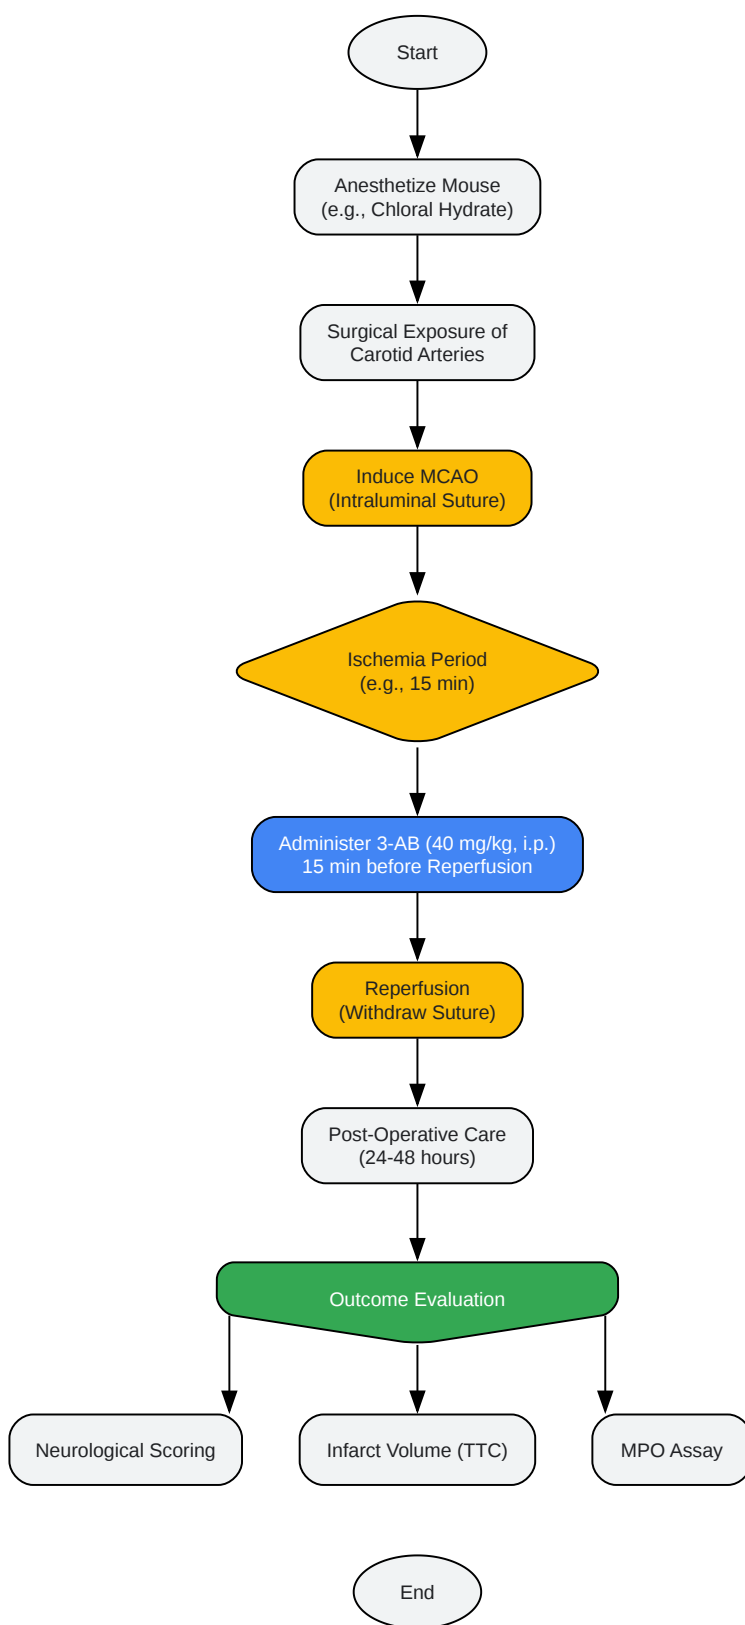 Start
Anesthetize Mouse
(e.g., Chloral Hydrate)
Surgical Exposure of
Carotid Arteries
Induce MCAO
(Intraluminal Suture)
Ischemia Period
(e.g., 15 min)
Administer 3-AB (40 mg/kg, i.p.)
15 min before Reperfusion
Reperfusion
(Withdraw Suture)
Post-Operative Care
(24-48 hours)
Outcome Evaluation
Neurological Scoring
Infarct Volume (TTC)
MPO Assay
End